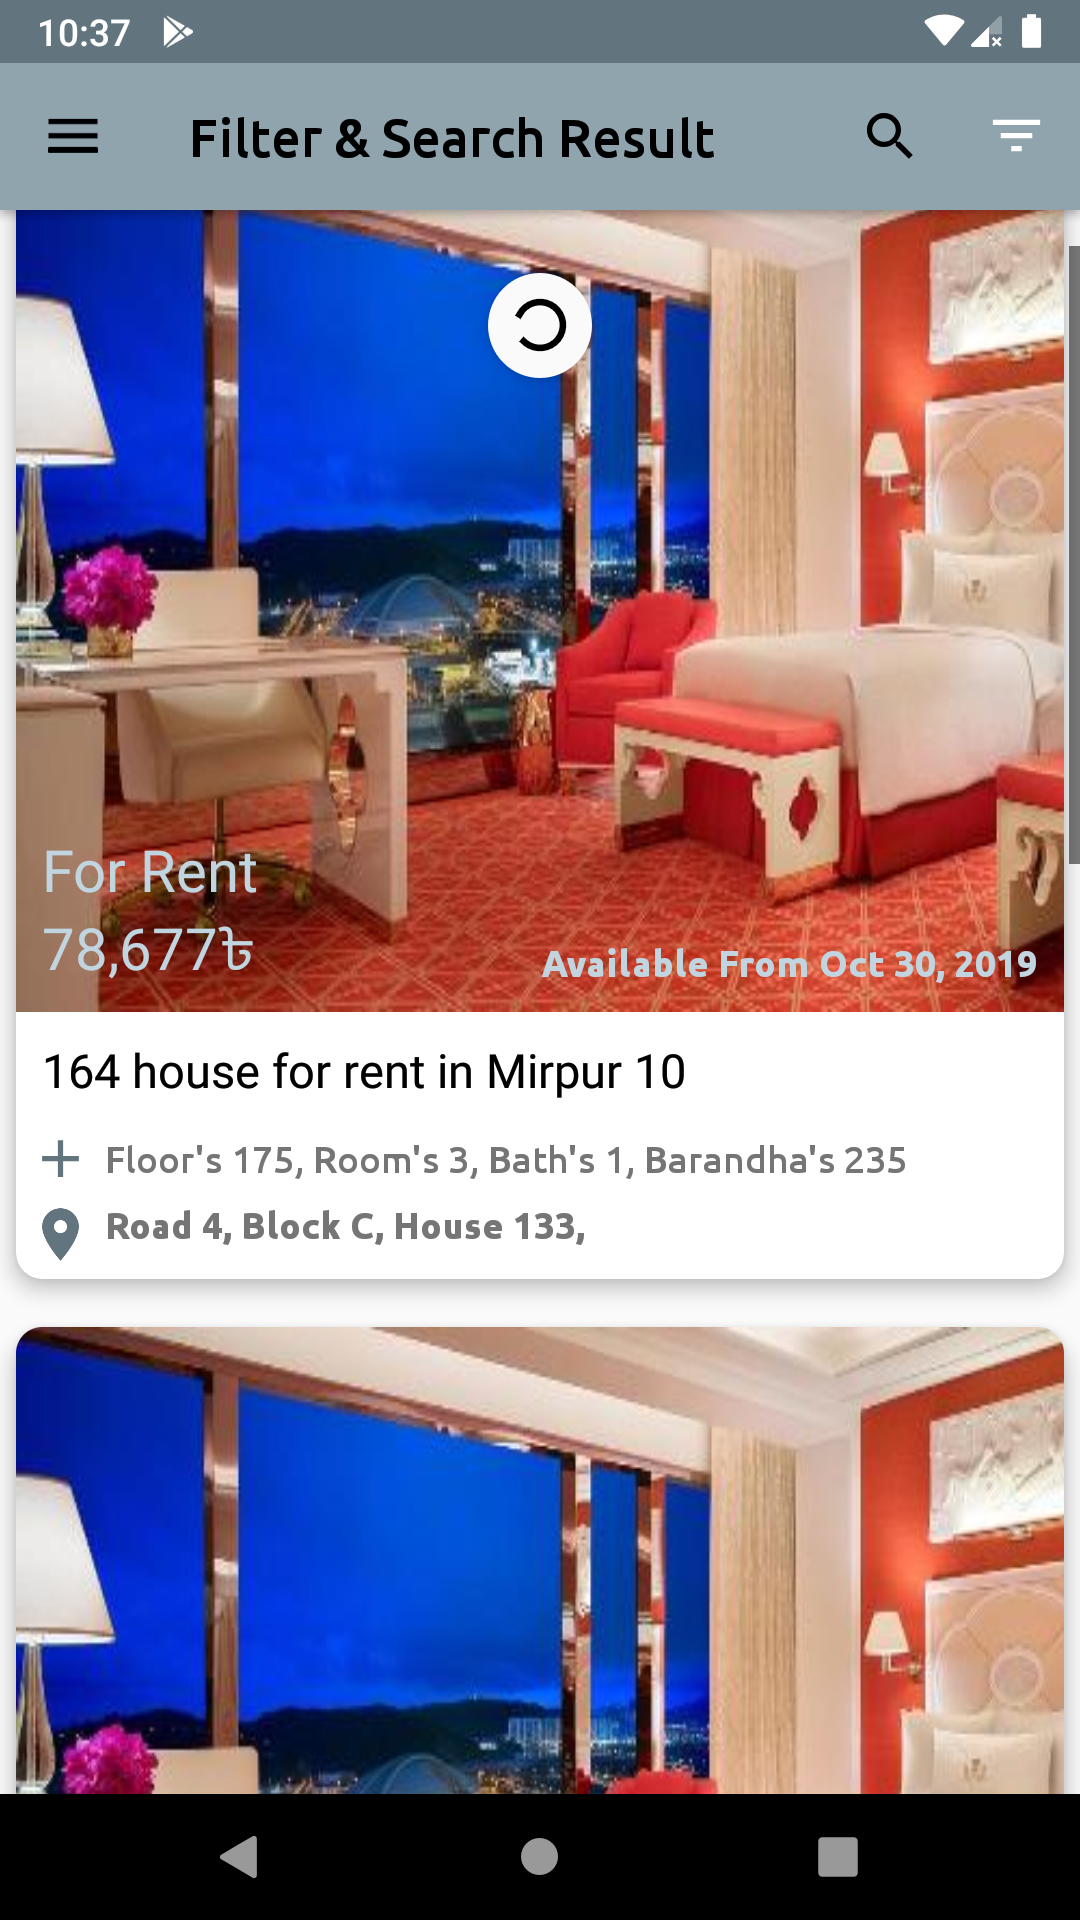 10:37
Filter & Search Result
For Rent
78,677৳
Available From Oct 30, 2019
164 house for rent in Mirpur 10
Floor's 175, Room's 3, Bath's 1, Barandha's 235
Road 4, Block C, House 133,